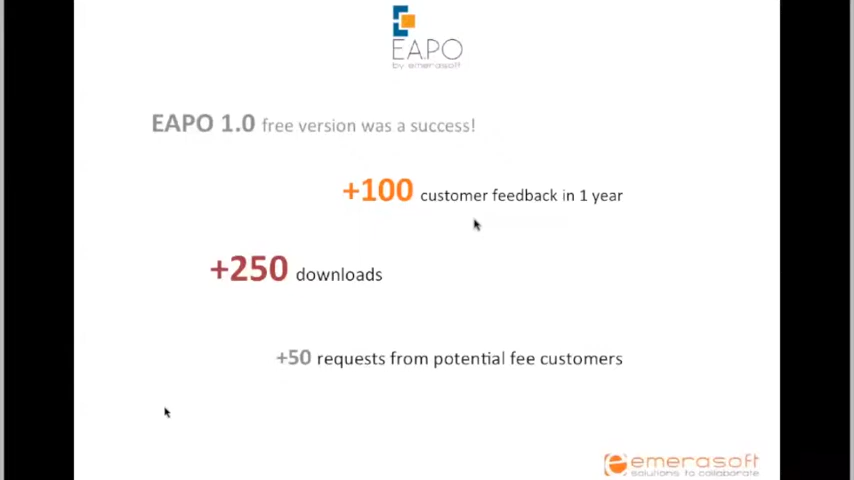 EAPO
by emerasoft
EAPO 1.0 free version was a success!
+100 customer feedback in 1 year
+250 downloads
+50 requests from potential fee customers
emerasoft
solutions to collaborate